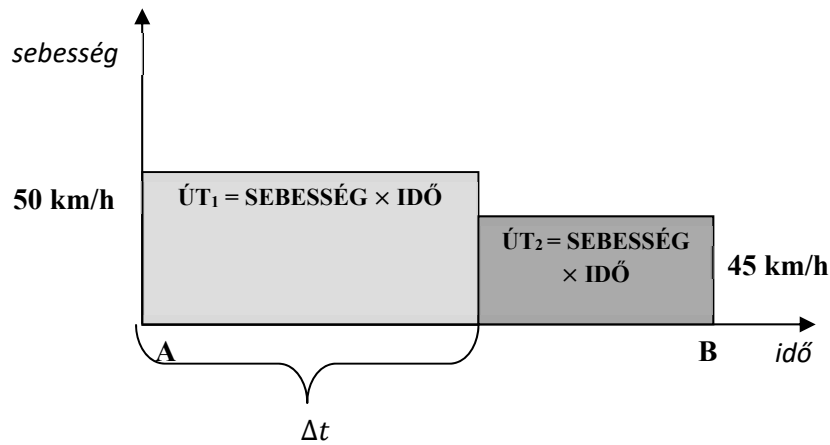 sebesség
50 km/h
ÚT₁ = SEBESSÉG × IDŐ
ÚT₂ = SEBESSÉG
× IDŐ
45 km/h
A
B
idő
Δt